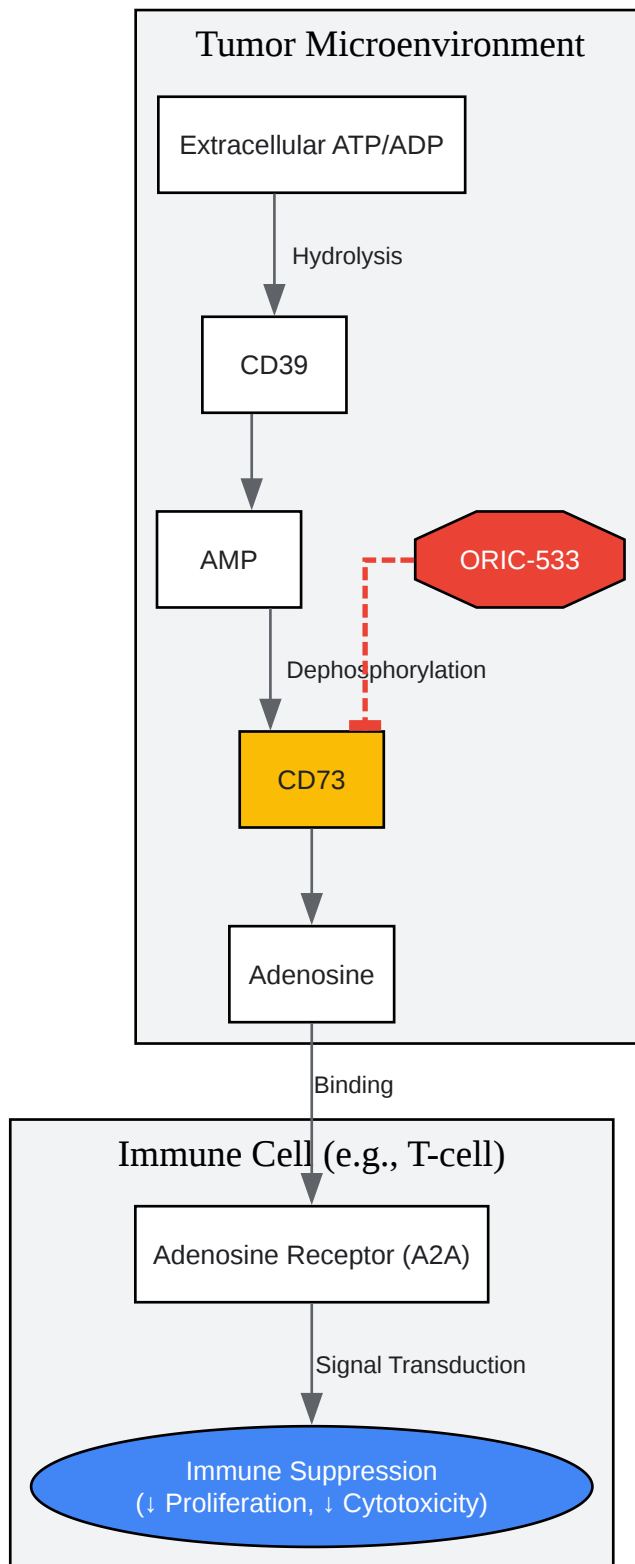 Tumor Microenvironment
Extracellular ATP/ADP
Hydrolysis
CD39
AMP
ORIC-533
Dephosphorylation
CD73
Adenosine
Binding
Immune Cell (e.g., T-cell)
Adenosine Receptor (A2A)
Signal Transduction
Immune Suppression
(↓ Proliferation, ↓ Cytotoxicity)